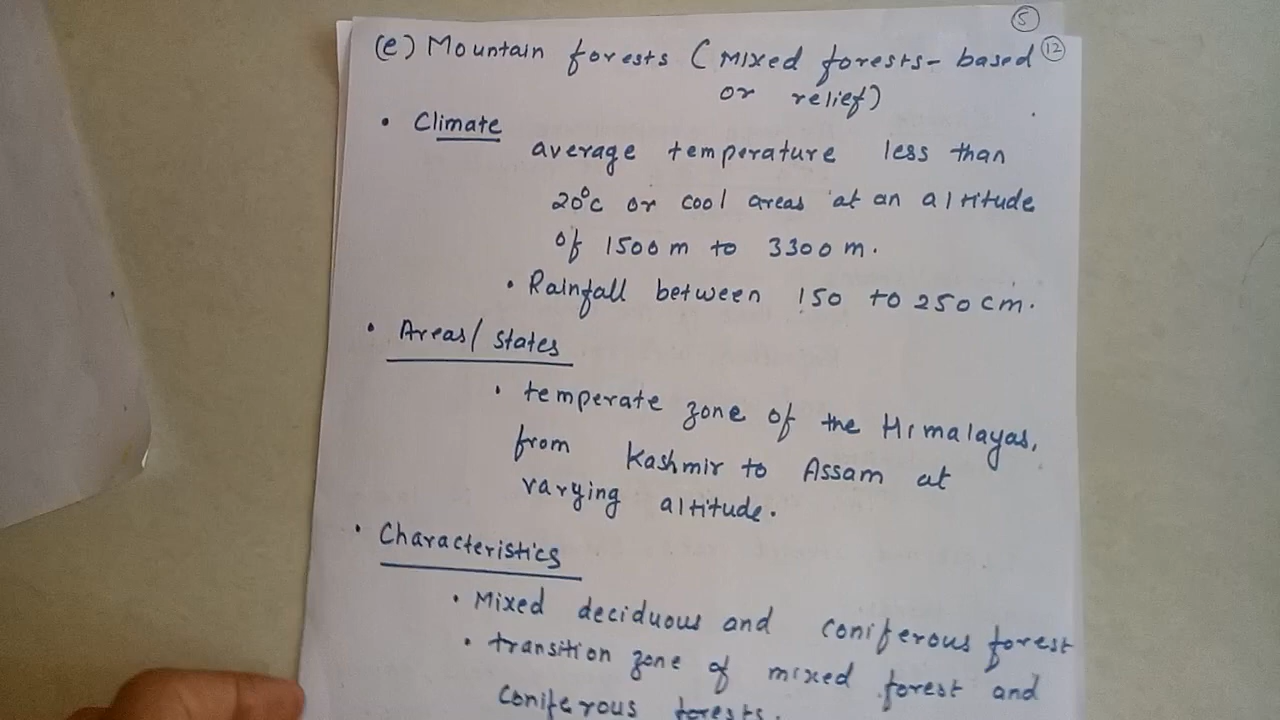 5
(e) Mountain forests (Mixed forests- based 12
or relief)
• Climate
average temperature less than
20°c or cool areas at an altitude
of 1500 m to 3300 m.
• Rainfall between 150 to 250 cm.
• Areas/ States
• temperate zone of the Himalayas,
from Kashmir to Assam at
varying altitude.
• Characteristics
• Mixed deciduous and coniferous forest
• transition zone of mixed forest and
coniferous forests.